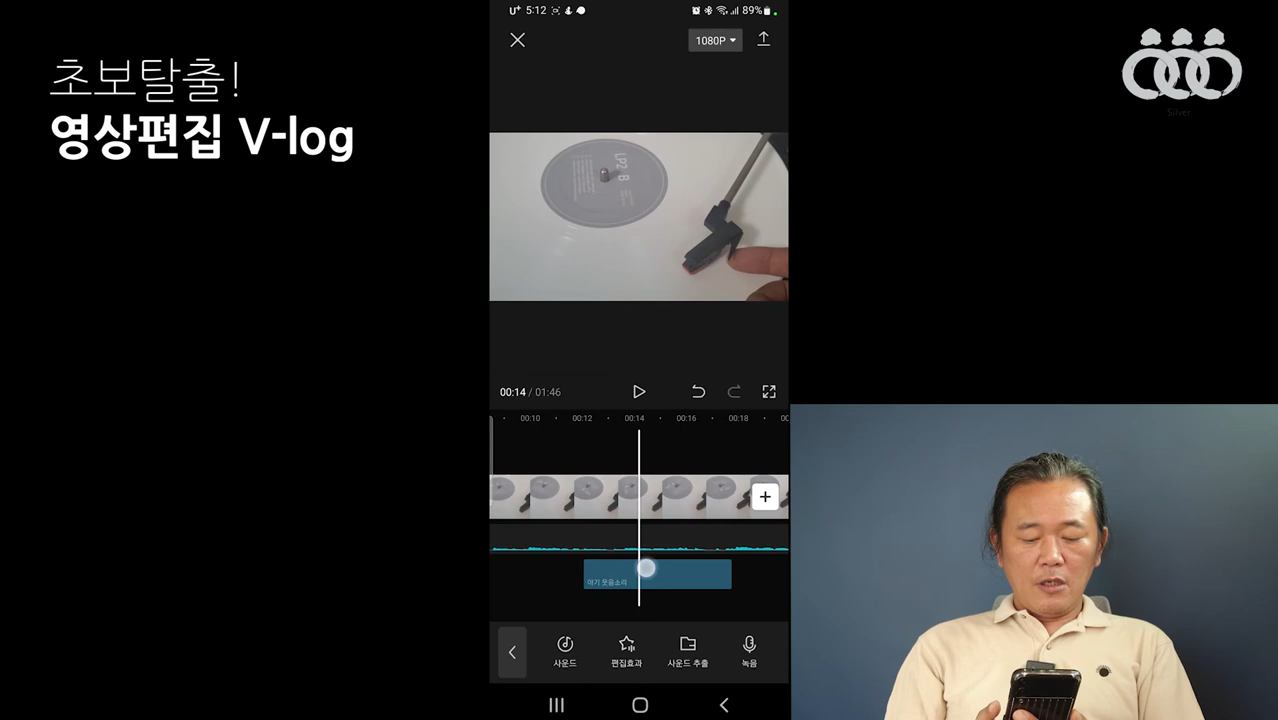 초보탈출!
영상편집 V-log
Silver
U+ 5:12
89%
1080P
LP2 B
00:14 / 01:46
00:10 00:12 00:14 00:16 00:18
아기 웃음소리
사운드 편집효과 사운드 추출 녹음